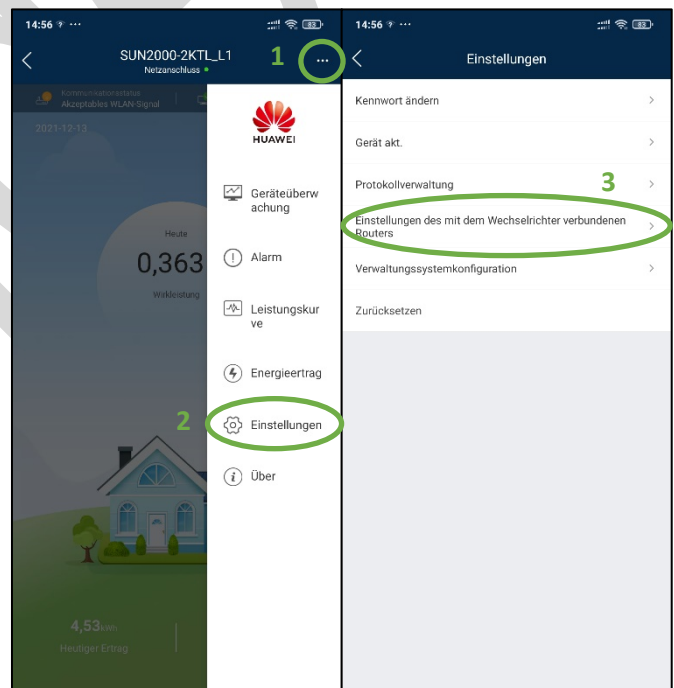 14:56 ···
83
SUN2000-2KTL_L1
1
···
Netzanschluss
Kommunikationsstatus
Akzeptables WLAN-Signal
2021-12-13
HUAWEI
Geräteüberw
achung
Heute
0,363
Wirkleistung
Alarm
Leistungskur
ve
Energieertrag
2
Einstellungen
Über
4,53kWh
Heutiger Ertrag
14:56 ···
83
Einstellungen
Kennwort ändern
Gerät akt.
Protokollverwaltung
3
Einstellungen des mit dem Wechselrichter verbundenen
Routers
Verwaltungssystemkonfiguration
Zurücksetzen